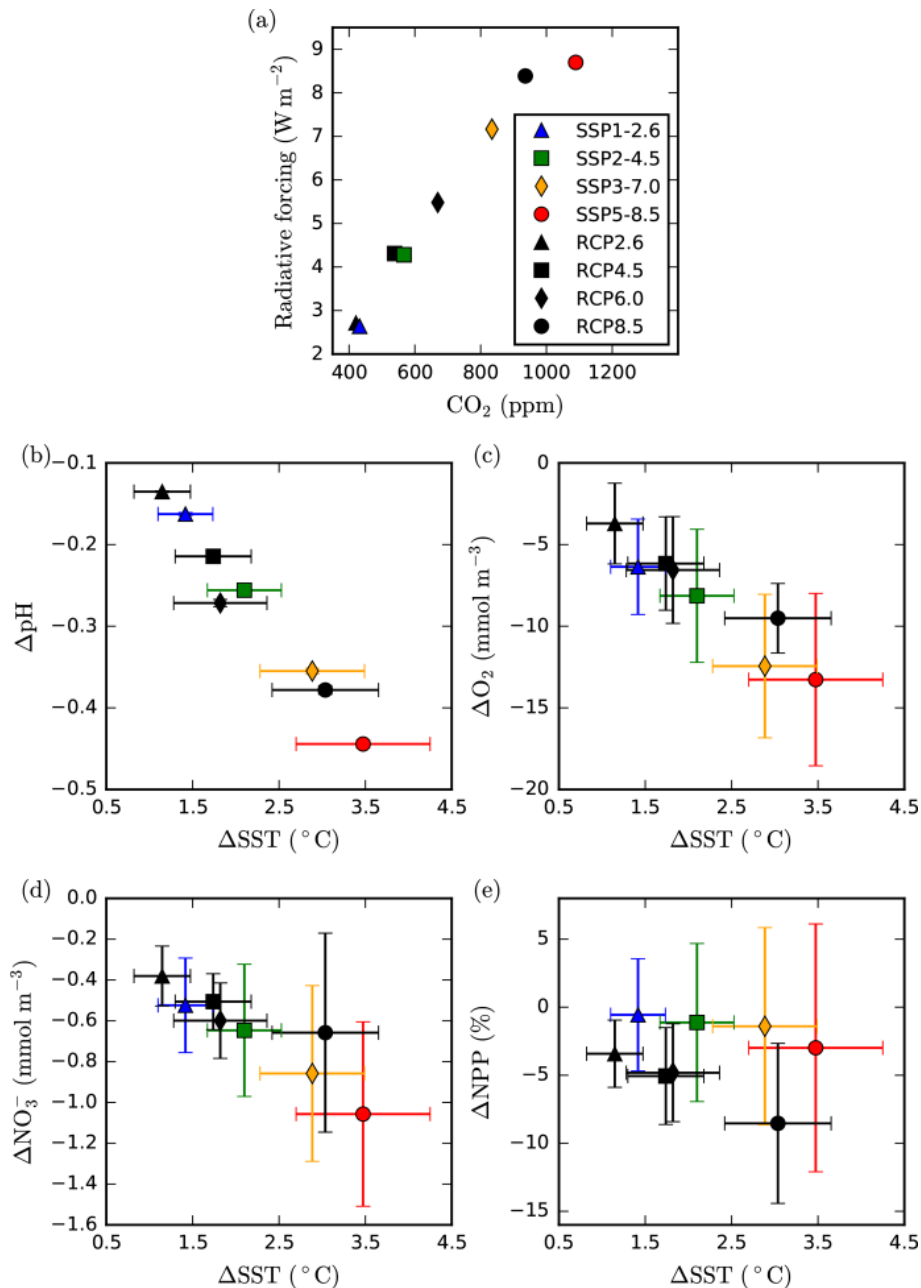 (a)
Radiative forcing (W m⁻²)
9
8
7
6
5
4
3
2
400 600 800 1000 1200
CO₂ (ppm)
SSP1-2.6
SSP2-4.5
SSP3-7.0
SSP5-8.5
RCP2.6
RCP4.5
RCP6.0
RCP8.5
(b)
ΔpH
−0.1
−0.2
−0.3
−0.4
−0.5
0.5 1.5 2.5 3.5 4.5
ΔSST (°C)
(c)
ΔO₂ (mmol m⁻³)
0
−5
−10
−15
−20
0.5 1.5 2.5 3.5 4.5
ΔSST (°C)
(d)
ΔNO₃⁻ (mmol m⁻³)
0.0
−0.2
−0.4
−0.6
−0.8
−1.0
−1.2
−1.4
−1.6
0.5 1.5 2.5 3.5 4.5
ΔSST (°C)
(e)
ΔNPP (%)
5
0
−5
−10
−15
0.5 1.5 2.5 3.5 4.5
ΔSST (°C)